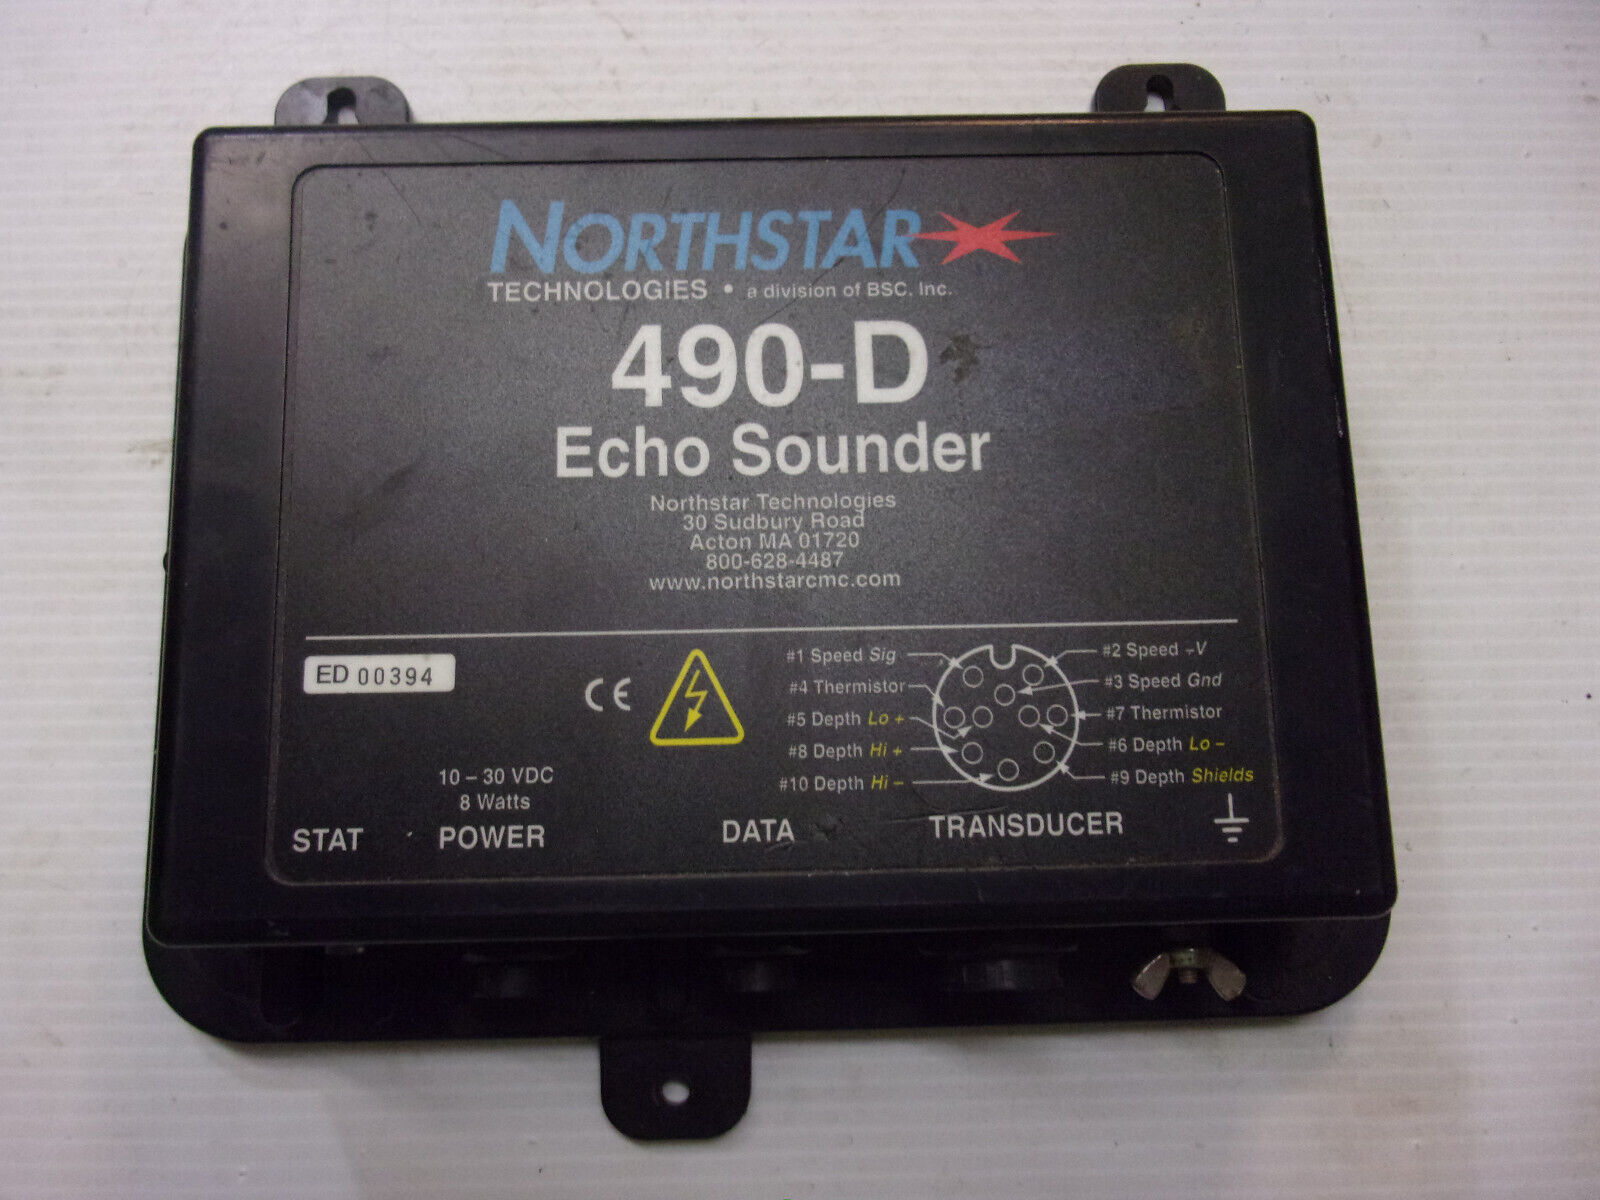 NORTHSTAR
TECHNOLOGIES • a division of BSC, Inc.
490-D
Echo Sounder
Northstar Technologies
30 Sudbury Road
Acton MA 01720
800-628-4487
www.northstarcmc.com
ED 00394
CE
#1 Speed Sig
#4 Thermistor
#5 Depth Lo +
#8 Depth Hi +
#10 Depth Hi –
#2 Speed +V
#3 Speed Gnd
#7 Thermistor
#6 Depth Lo –
#9 Depth Shields
10 – 30 VDC
8 Watts
STAT
POWER
DATA
TRANSDUCER